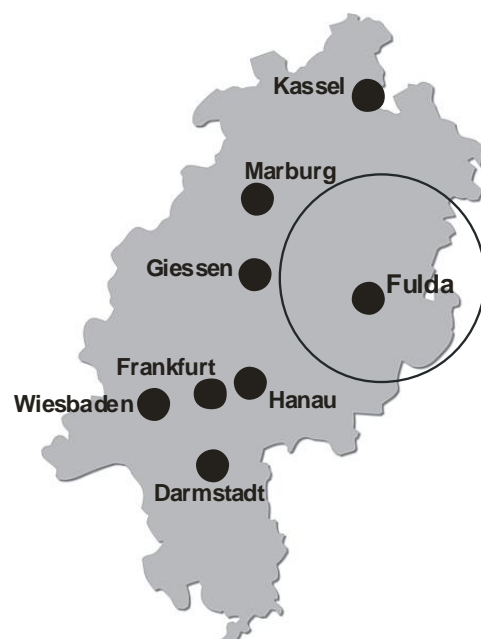 Kassel
Marburg
Giessen
Fulda
Frankfurt
Wiesbaden
Hanau
Darmstadt